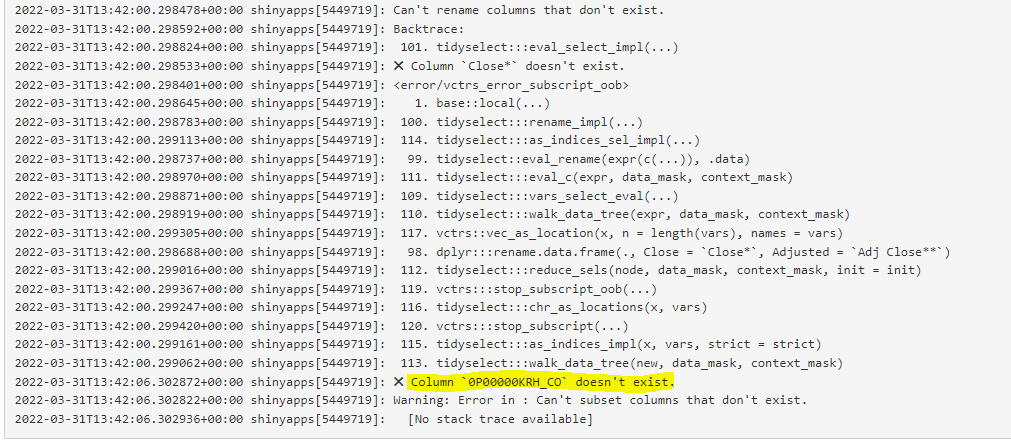 2022-03-31T13:42:00.298478+00:00 shinyapps[5449719]: Can't rename columns that don't exist.
2022-03-31T13:42:00.298592+00:00 shinyapps[5449719]: Backtrace:
2022-03-31T13:42:00.298824+00:00 shinyapps[5449719]:  101. tidyselect:::eval_select_impl(...)
2022-03-31T13:42:00.298533+00:00 shinyapps[5449719]: ❌ Column `Close*` doesn't exist.
2022-03-31T13:42:00.298401+00:00 shinyapps[5449719]: <error/vctrs_error_subscript_oob>
2022-03-31T13:42:00.298645+00:00 shinyapps[5449719]:    1. base::local(...)
2022-03-31T13:42:00.298783+00:00 shinyapps[5449719]:  100. tidyselect:::rename_impl(...)
2022-03-31T13:42:00.299113+00:00 shinyapps[5449719]:  114. tidyselect:::as_indices_sel_impl(...)
2022-03-31T13:42:00.298737+00:00 shinyapps[5449719]:   99. tidyselect::eval_rename(expr(c(...)), .data)
2022-03-31T13:42:00.298970+00:00 shinyapps[5449719]:  111. tidyselect:::eval_c(expr, data_mask, context_mask)
2022-03-31T13:42:00.298871+00:00 shinyapps[5449719]:  109. tidyselect:::vars_select_eval(...)
2022-03-31T13:42:00.298919+00:00 shinyapps[5449719]:  110. tidyselect:::walk_data_tree(expr, data_mask, context_mask)
2022-03-31T13:42:00.299305+00:00 shinyapps[5449719]:  117. vctrs::vec_as_location(x, n = length(vars), names = vars)
2022-03-31T13:42:00.298688+00:00 shinyapps[5449719]:   98. dplyr:::rename.data.frame(., Close = `Close*`, Adjusted = `Adj Close**`)
2022-03-31T13:42:00.299016+00:00 shinyapps[5449719]:  112. tidyselect:::reduce_sels(node, data_mask, context_mask, init = init)
2022-03-31T13:42:00.299367+00:00 shinyapps[5449719]:  119. vctrs:::stop_subscript_oob(...)
2022-03-31T13:42:00.299247+00:00 shinyapps[5449719]:  116. tidyselect:::chr_as_locations(x, vars)
2022-03-31T13:42:00.299420+00:00 shinyapps[5449719]:  120. vctrs:::stop_subscript(...)
2022-03-31T13:42:00.299161+00:00 shinyapps[5449719]:  115. tidyselect:::as_indices_impl(x, vars, strict = strict)
2022-03-31T13:42:00.299062+00:00 shinyapps[5449719]:  113. tidyselect:::walk_data_tree(new, data_mask, context_mask)
2022-03-31T13:42:06.302872+00:00 shinyapps[5449719]: ❌ Column `0P00000KRH_CO` doesn't exist.
2022-03-31T13:42:06.302822+00:00 shinyapps[5449719]: Warning: Error in : Can't subset columns that don't exist.
2022-03-31T13:42:06.302936+00:00 shinyapps[5449719]:   [No stack trace available]